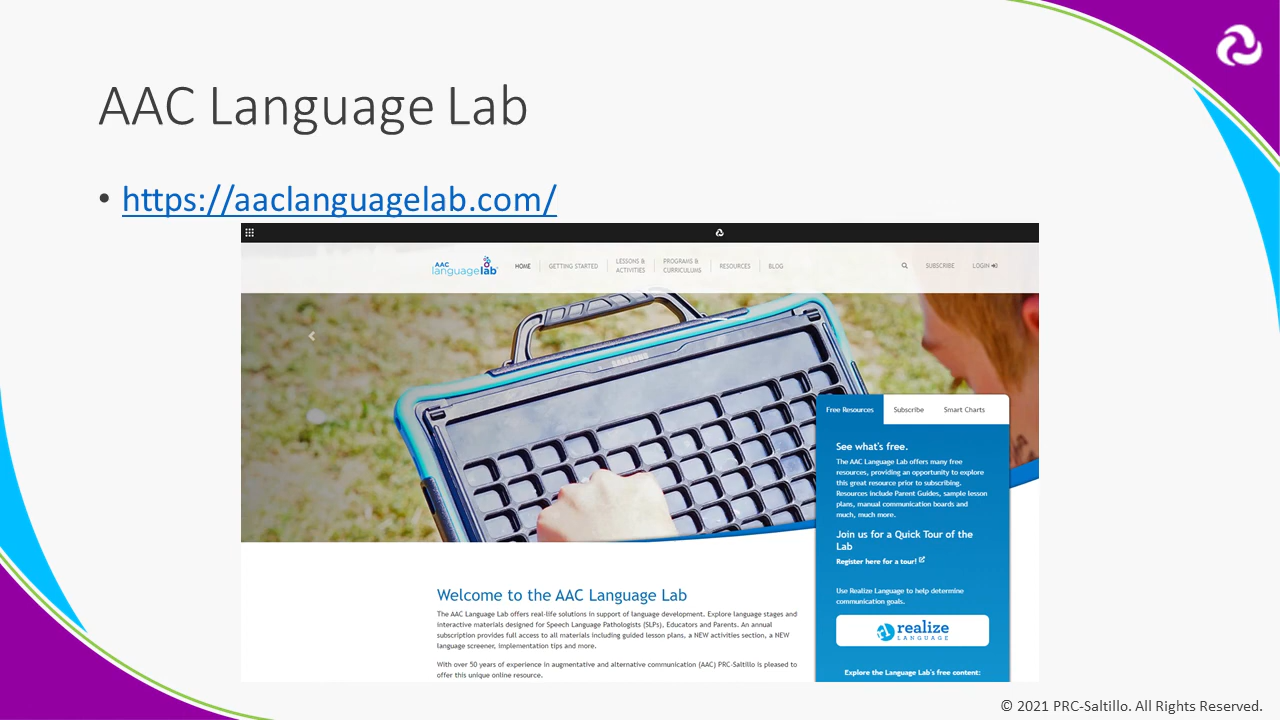 AAC Language Lab
• https://aaclanguagelab.com/
AAC
languagelab
HOME
GETTING STARTED
LESSONS &
ACTIVITIES
PROGRAMS &
CURRICULUMS
RESOURCES
BLOG
SUBSCRIBE
LOGIN
SAMSUNG
Free Resources
Subscribe
Smart Charts
See what's free.
The AAC Language Lab offers many free
resources, providing an opportunity to explore
this great resource prior to subscribing.
Resources include Parent Guides, sample lesson
plans, manual communication boards and
much, much more.
Join us for a Quick Tour of the
Lab
Register here for a tour!
Use Realize Language to help determine
communication goals.
realize
LANGUAGE
Explore the Language Lab's free content:
Welcome to the AAC Language Lab
The AAC Language Lab offers real-life solutions in support of language development. Explore language stages and
interactive materials designed for Speech Language Pathologists (SLPs), Educators and Parents. An annual
subscription provides full access to all materials including guided lesson plans, a NEW activities section, a NEW
language screener, implementation tips and more.
With over 50 years of experience in augmentative and alternative communication (AAC) PRC-Saltillo is pleased to
offer this unique online resource.
© 2021 PRC-Saltillo. All Rights Reserved.